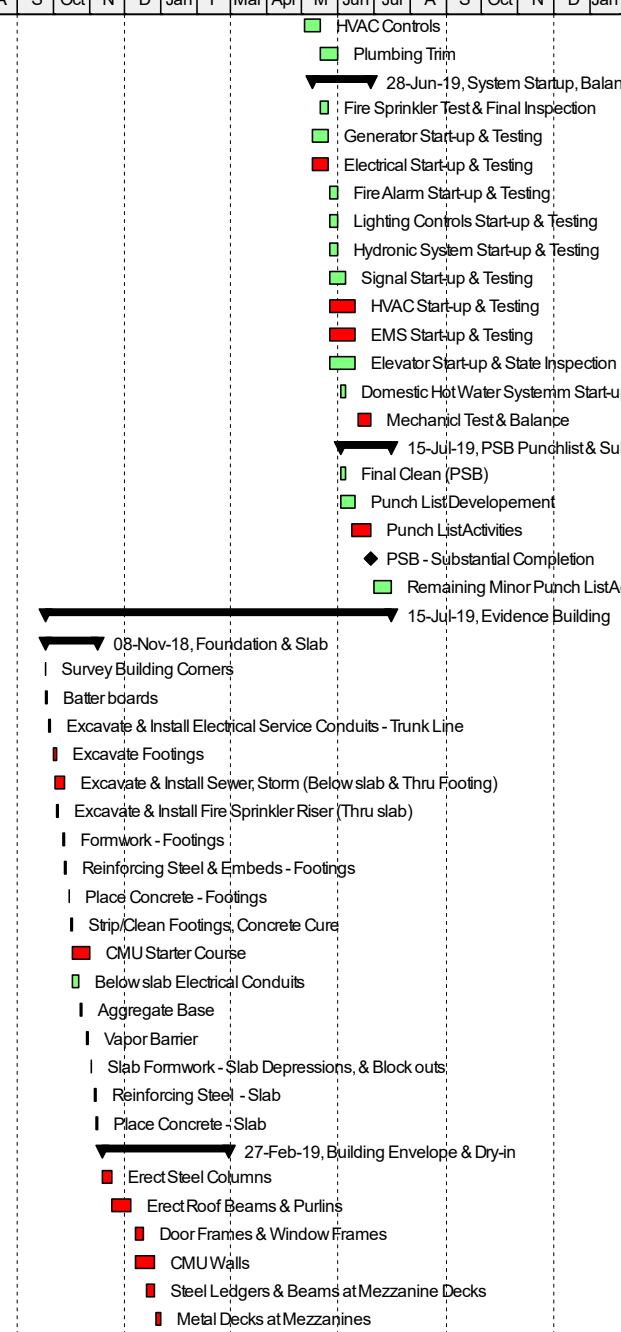 S Oct N D Jan F Mar Apr M Jun Jul A S Oct N D Jan
HVAC Controls
Plumbing Trim
28-Jun-19, System Startup, Balan
Fire Sprinkler Test & Final Inspection
Generator Start-up & Testing
Electrical Start-up & Testing
Fire Alarm Start-up & Testing
Lighting Controls Start-up & Testing
Hydronic System Start-up & Testing
Signal Start-up & Testing
HVAC Start-up & Testing
EMS Start-up & Testing
Elevator Start-up & State Inspection
Domestic Hot Water Systemm Start-u
Mechanicl Test & Balance
15-Jul-19, PSB Punchlist & Su
Final Clean (PSB)
Punch List Developement
Punch List Activities
PSB - Substantial Completion
Remaining Minor Punch List A
15-Jul-19, Evidence Building
08-Nov-18, Foundation & Slab
Survey Building Corners
Batter boards
Excavate & Install Electrical Service Conduits - Trunk Line
Excavate Footings
Excavate & Install Sewer, Storm (Below slab & Thru Footing)
Excavate & Install Fire Sprinkler Riser (Thru slab)
Formwork - Footings
Reinforcing Steel & Embeds - Footings
Place Concrete - Footings
Strip/Clean Footings, Concrete Cure
CMU Starter Course
Below slab Electrical Conduits
Aggregate Base
Vapor Barrier
Slab Formwork - Slab Depressions, & Block outs
Reinforcing Steel - Slab
Place Concrete - Slab
27-Feb-19, Building Envelope & Dry-in
Erect Steel Columns
Erect Roof Beams & Purlins
Door Frames & Window Frames
CMU Walls
Steel Ledgers & Beams at Mezzanine Decks
Metal Decks at Mezzanines